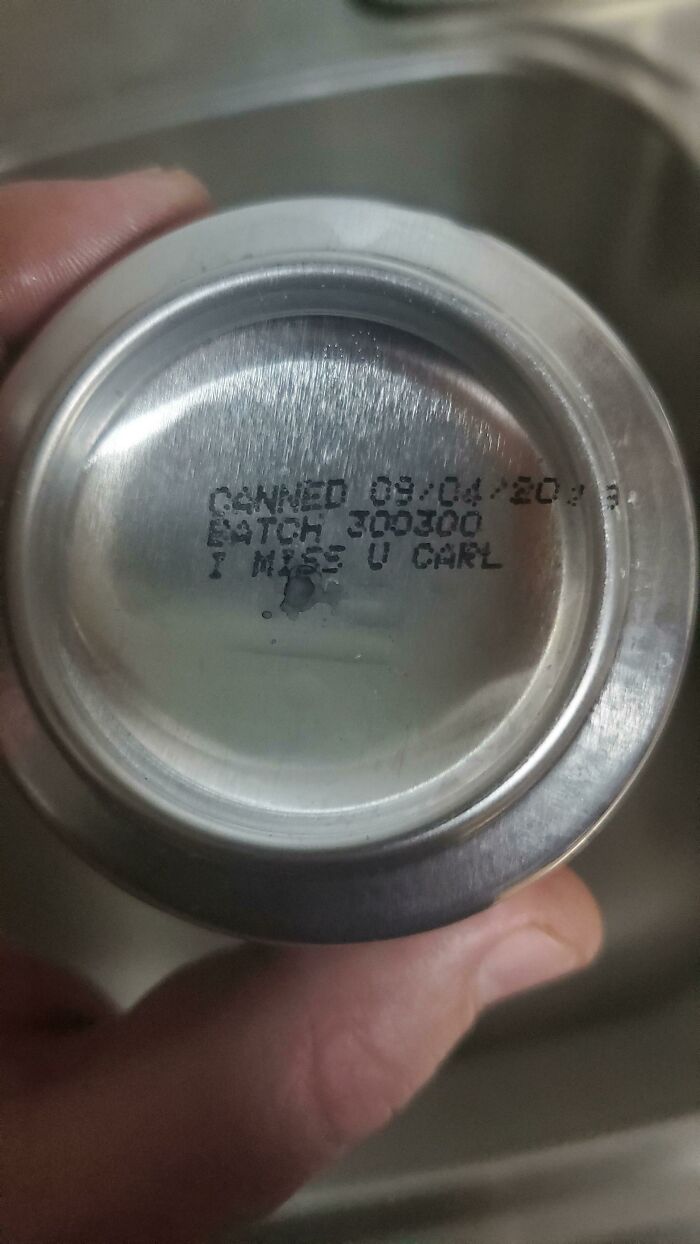 CANNED 09/04/20
BATCH 300300
I MISS U CARL